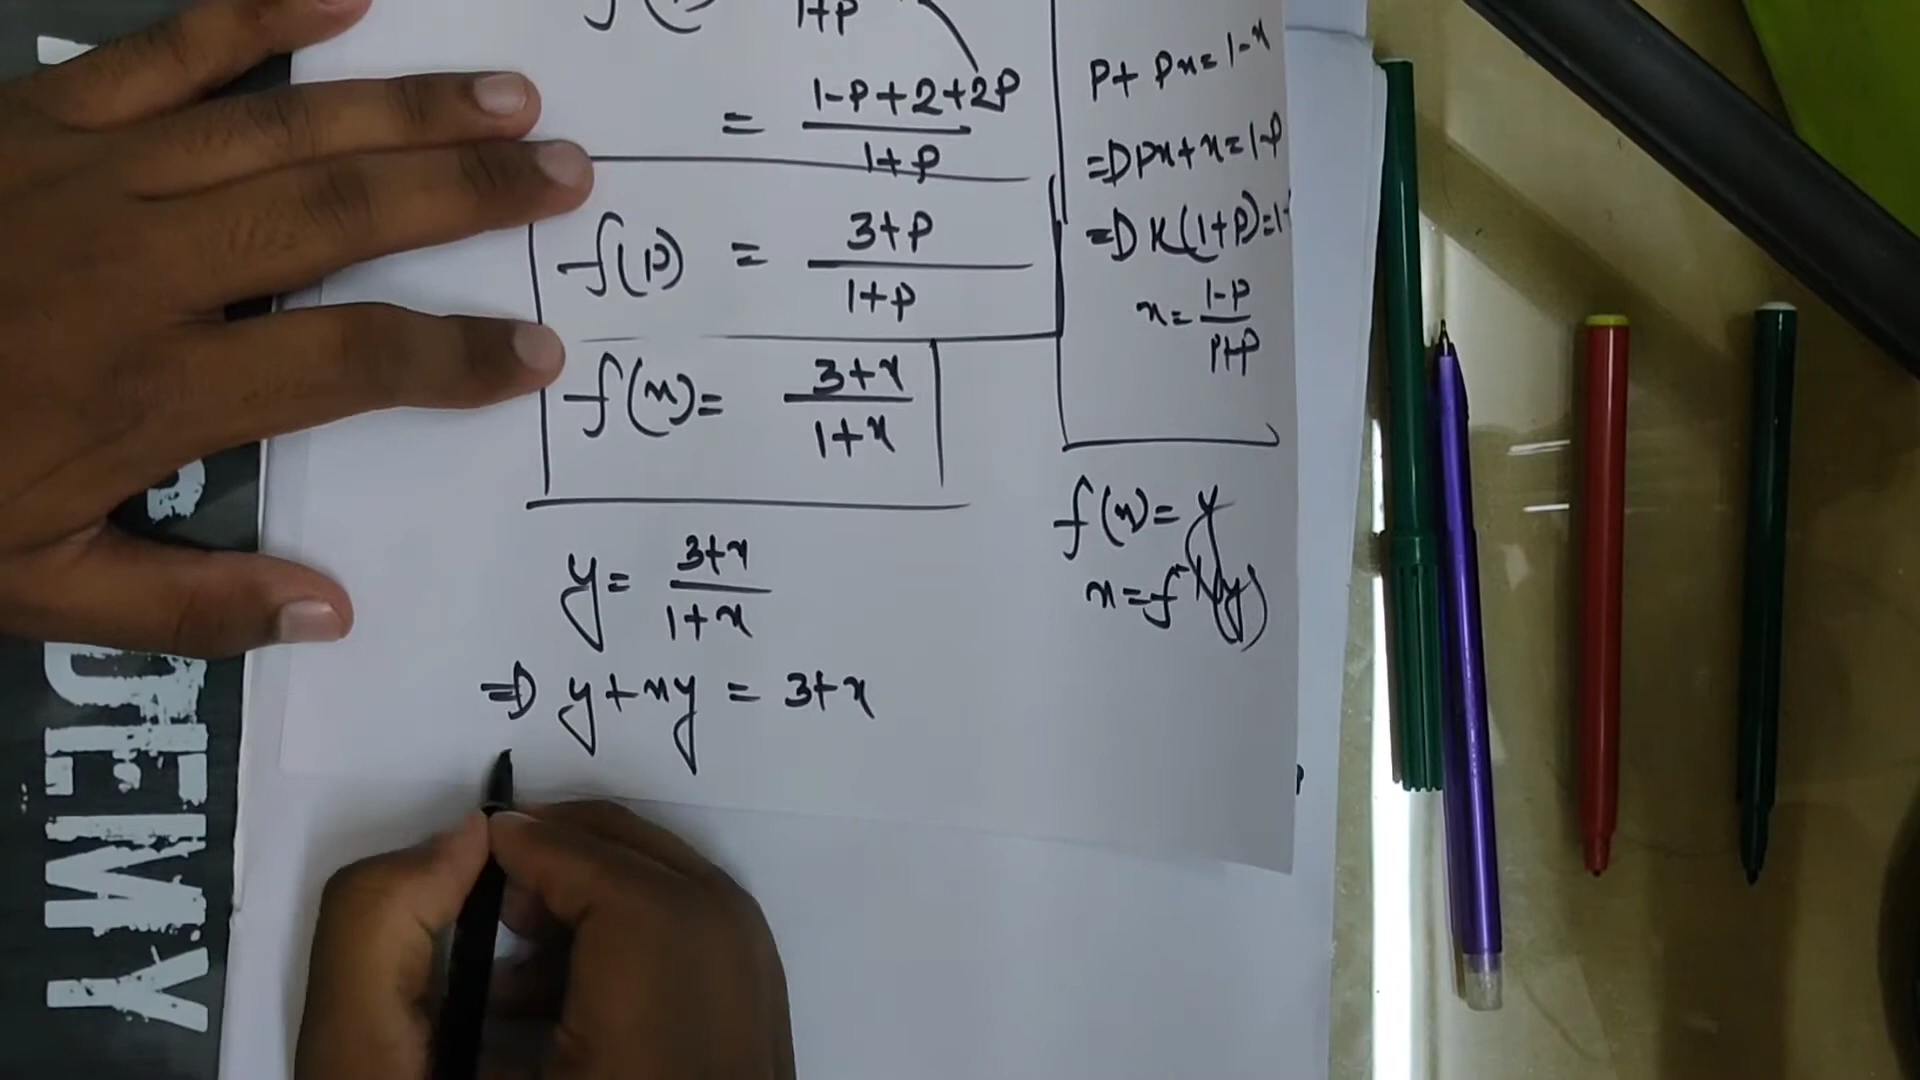 1+P
= 1-P+2+2P / 1+P
f(P) = 3+P / 1+P
f(x)= 3+x / 1+x
y= 3+x / 1+x
⇒ y+xy = 3+x
P+ Px=1-x
⇒Px+x=1-P
⇒x(1+P)=1-
x= 1-P / 1+P
f(x)= y
x=f⁻¹(y)
DEMY